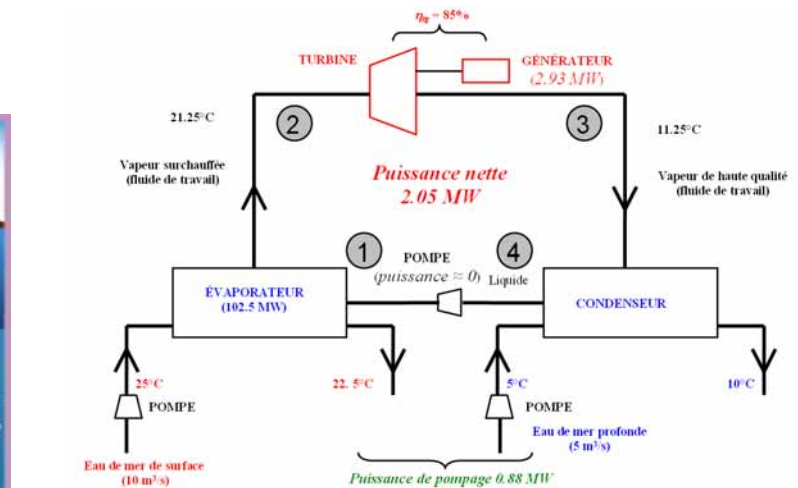 ηtg = 85%
TURBINE
GÉNÉRATEUR
(2.93 MW)
21.25°C
2
3
11.25°C
Vapeur surchauffée
(fluide de travail)
Puissance nette
2.05 MW
Vapeur de haute qualité
(fluide de travail)
1
POMPE
4
(puissance ≈ 0)
Liquide
ÉVAPORATEUR
(102.5 MW)
CONDENSEUR
25°C
22. 5°C
5°C
10°C
POMPE
POMPE
Eau de mer profonde
(5 m³/s)
Eau de mer de surface
(10 m³/s)
Puissance de pompage 0.88 MW